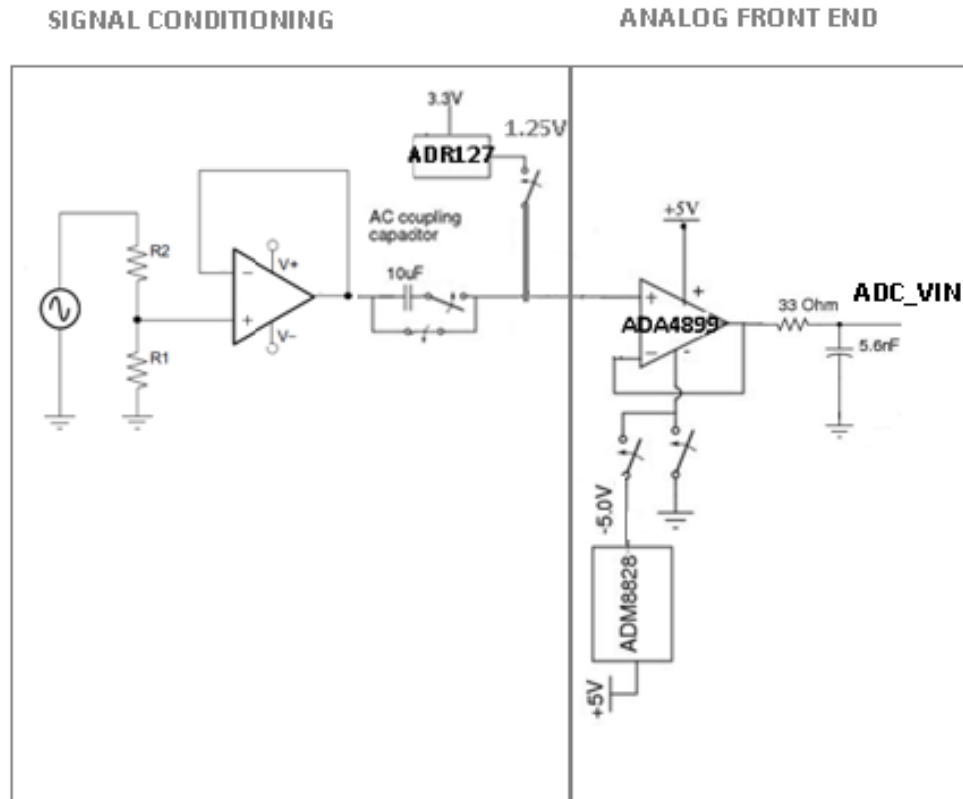 SIGNAL CONDITIONING
ANALOG FRONT END
3.3V
1.25V
ADR127
AC coupling
capaotor
10uF
R2
V+
−
+
V−
R1
+5V
+
+
ADA4899
−
-
33 Ohm
ADC_VIN
5.6nF
-5.0V
ADM8828
+5V